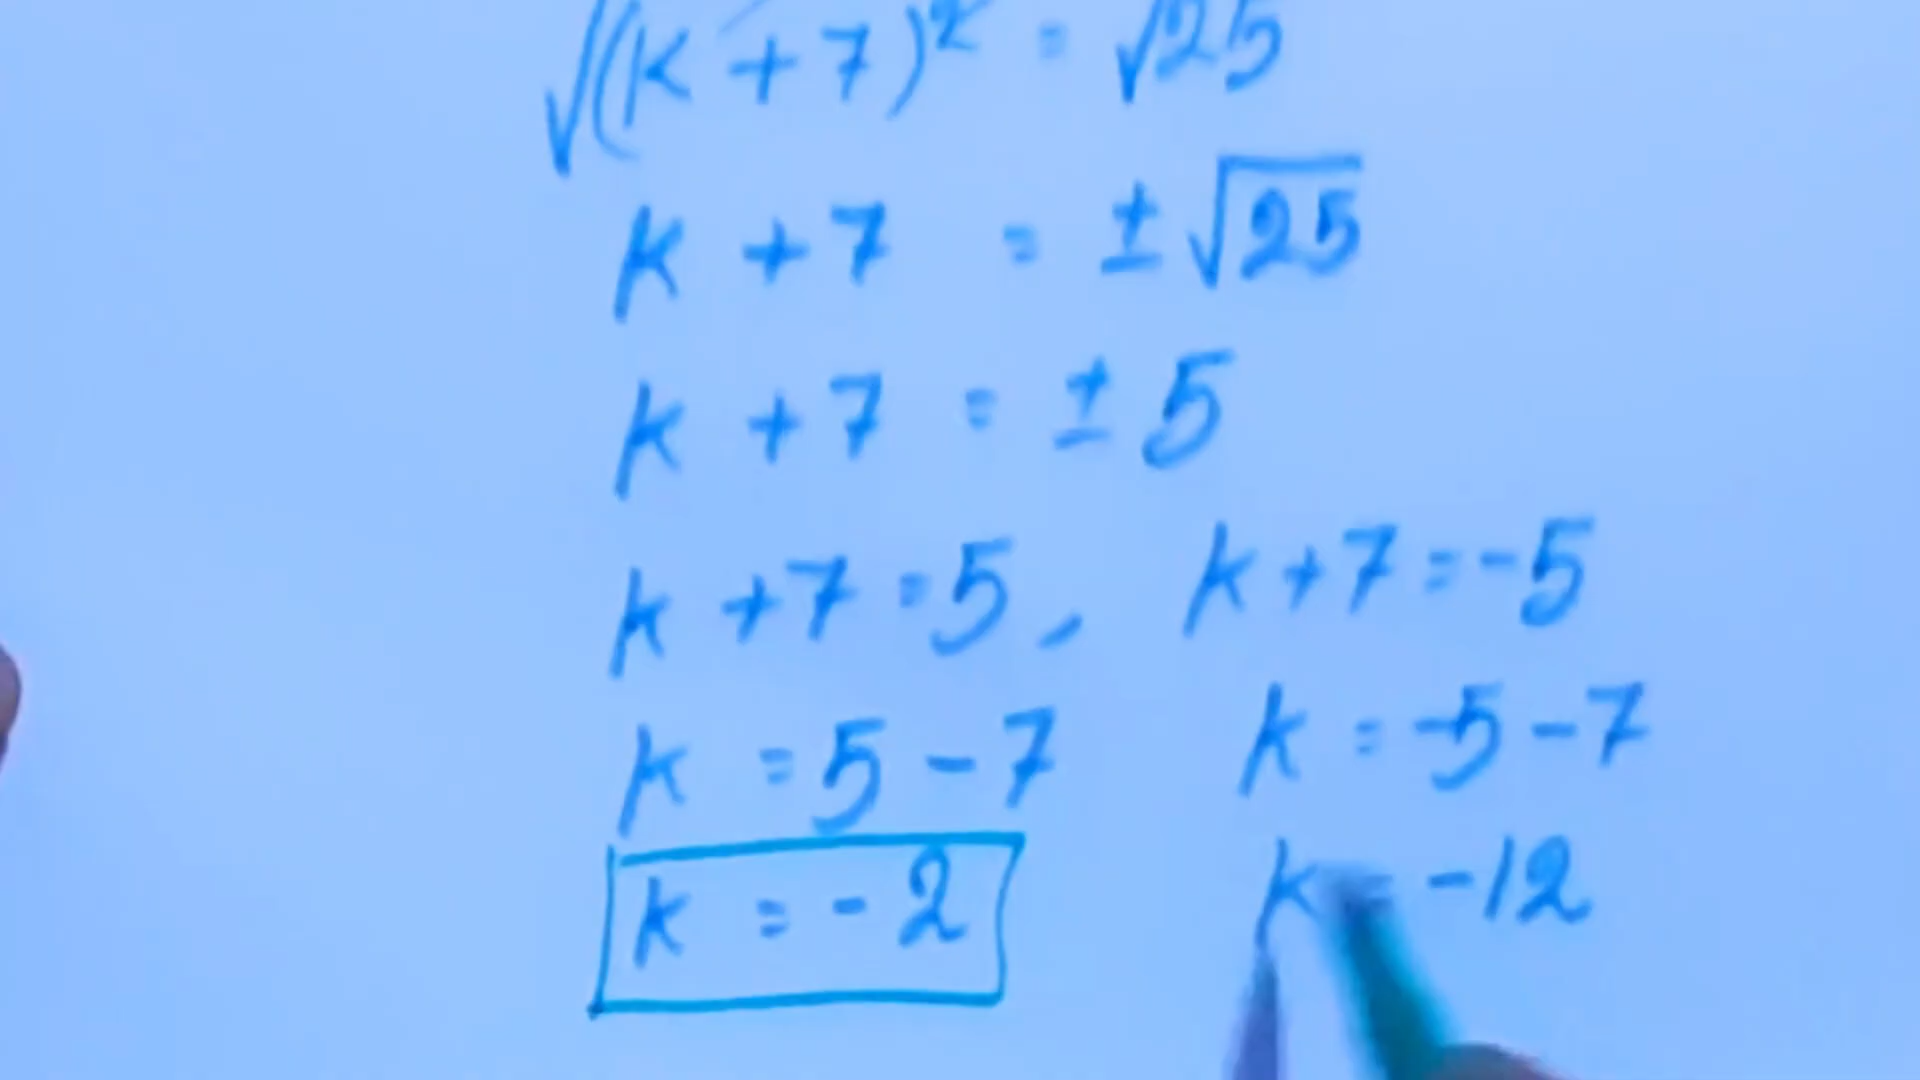 √(k + 7)² = √25
k + 7 = ±√25
k + 7 = ± 5
k + 7 = 5, k + 7 = -5
k = 5 - 7 k = -5 - 7
k = - 2 k = -12